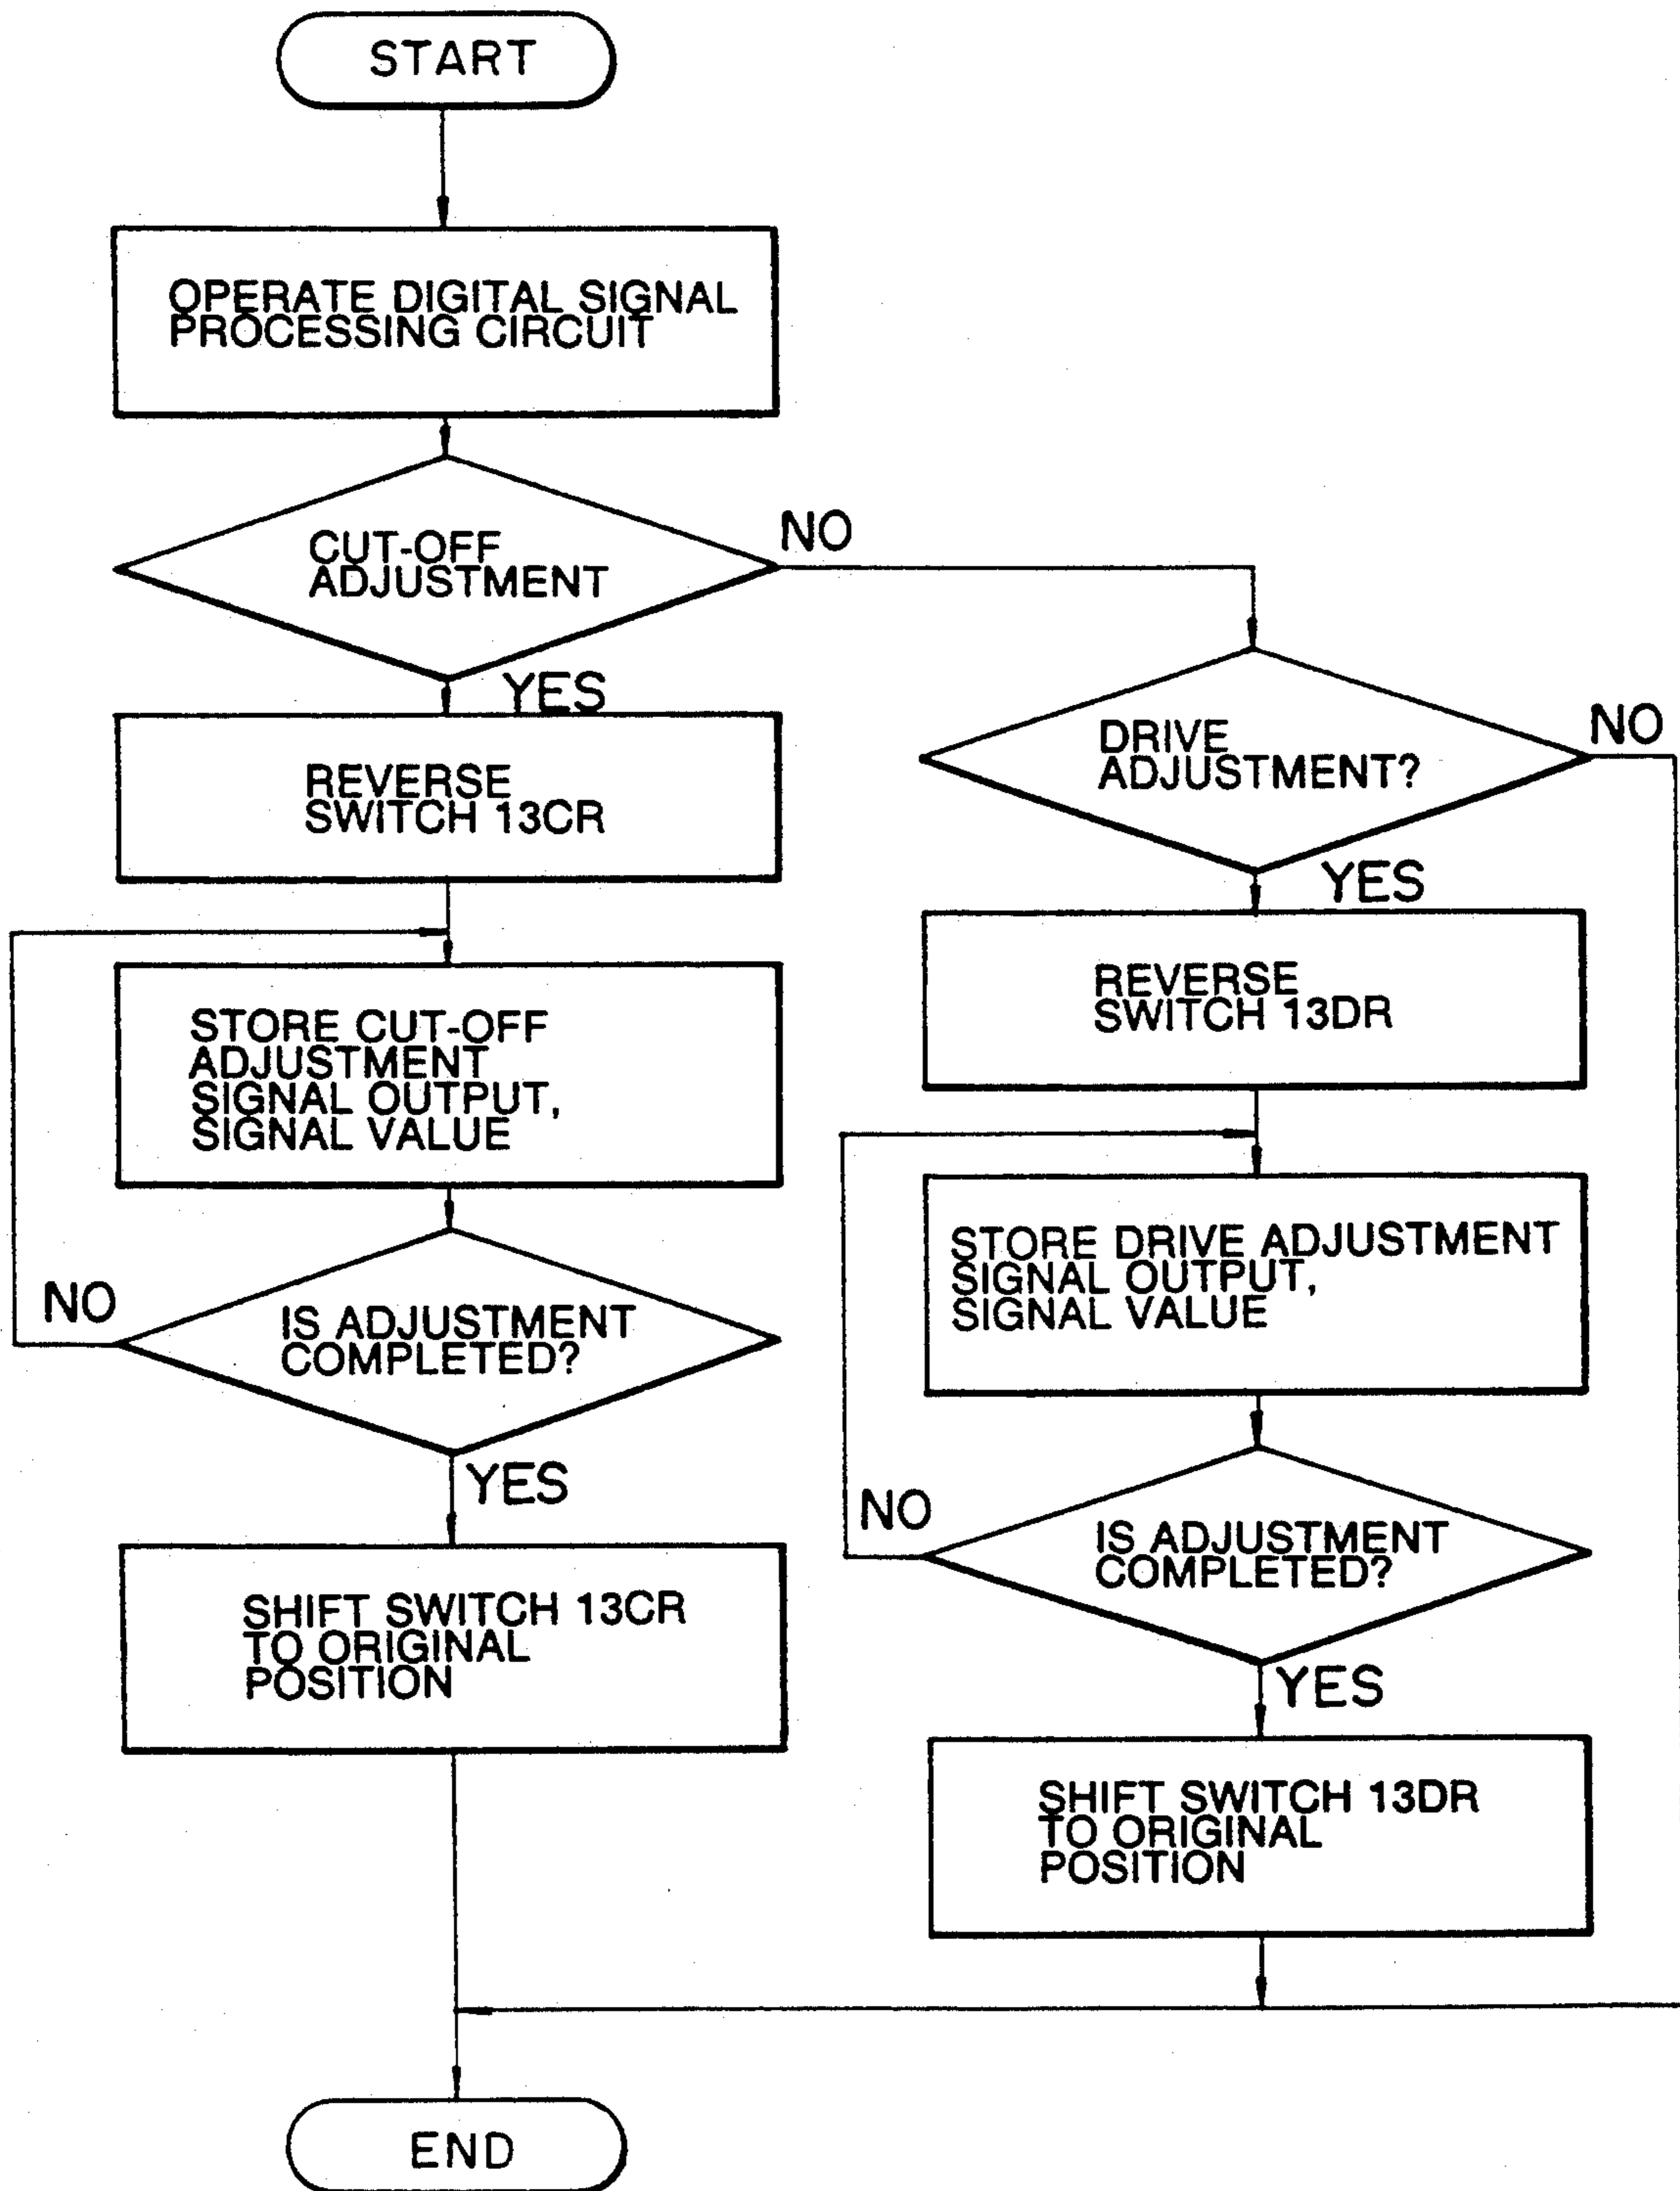 START
OPERATE DIGITAL SIGNAL
PROCESSING CIRCUIT
CUT-OFF
ADJUSTMENT
NO
YES
REVERSE
SWITCH 13CR
STORE CUT-OFF
ADJUSTMENT
SIGNAL OUTPUT,
SIGNAL VALUE
NO
IS ADJUSTMENT
COMPLETED?
YES
SHIFT SWITCH 13CR
TO ORIGINAL
POSITION
DRIVE
ADJUSTMENT?
NO
YES
REVERSE
SWITCH 13DR
STORE DRIVE ADJUSTMENT
SIGNAL OUTPUT,
SIGNAL VALUE
NO
IS ADJUSTMENT
COMPLETED?
YES
SHIFT SWITCH 13DR
TO ORIGINAL
POSITION
END